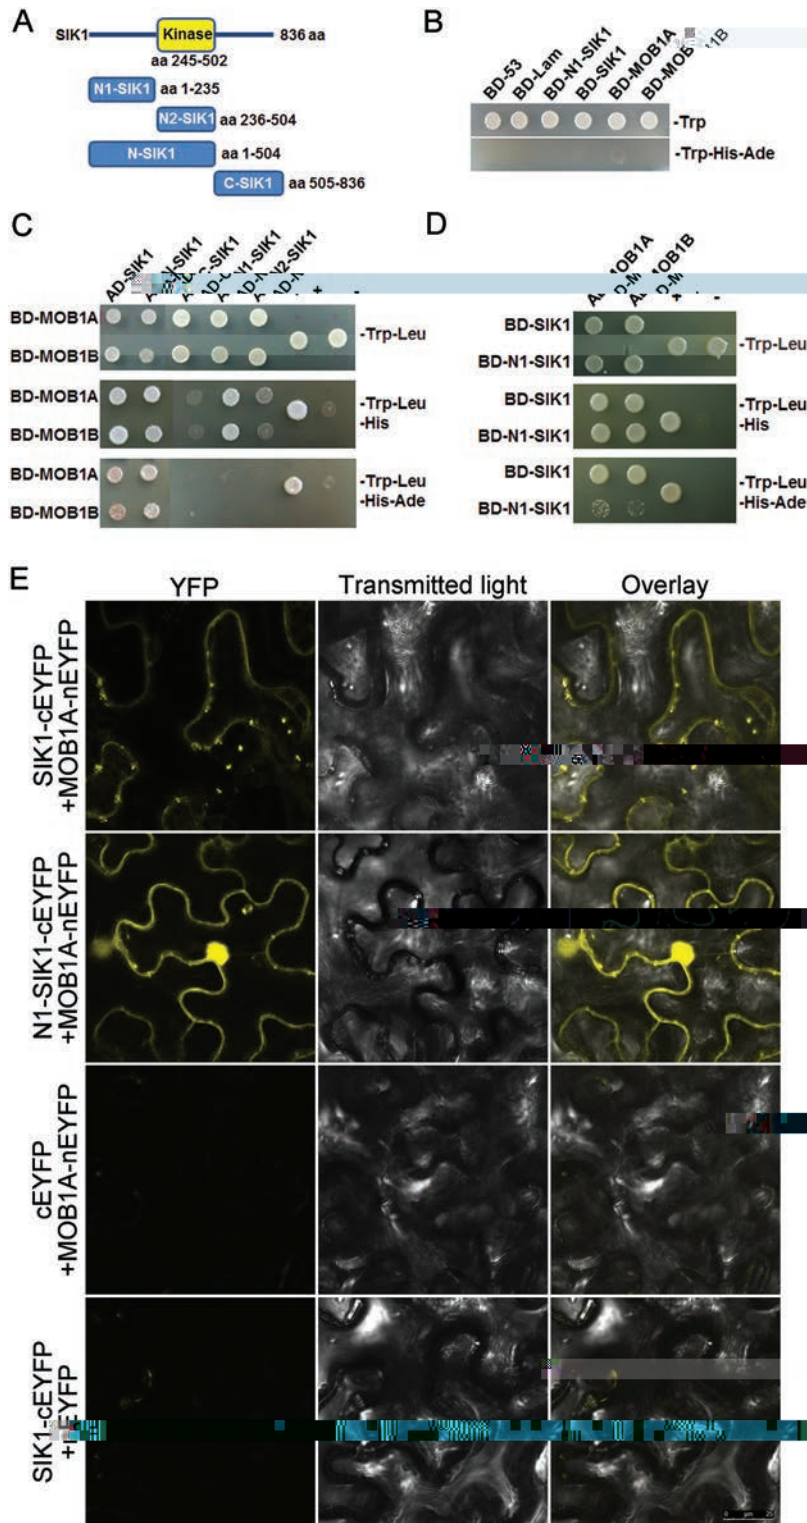 A
SIK1
Kinase
836 aa
aa 245-502
N1-SIK1 aa 1-235
N2-SIK1 aa 236-504
N-SIK1 aa 1-504
C-SIK1 aa 505-836
B
BD-53
BD-Lam
BD-N1-SIK1
BD-SIK1
BD-MOB1A
-Trp
-Trp-His-Ade
C
AD-SIK1
+
-
BD-MOB1A
BD-MOB1B
-Trp-Leu
BD-MOB1A
BD-MOB1B
-Trp-Leu
-His
BD-MOB1A
BD-MOB1B
-Trp-Leu
-His-Ade
D
BD-SIK1
BD-N1-SIK1
-Trp-Leu
BD-SIK1
BD-N1-SIK1
-Trp-Leu
-His
BD-SIK1
BD-N1-SIK1
-Trp-Leu
-His-Ade
E
YFP
Transmitted light
Overlay
SIK1-cEYFP
+MOB1A-nEYFP
N1-SIK1-cEYFP
+MOB1A-nEYFP
cEYFP
+MOB1A-nEYFP
SIK1-cEYFP
0 µm 25